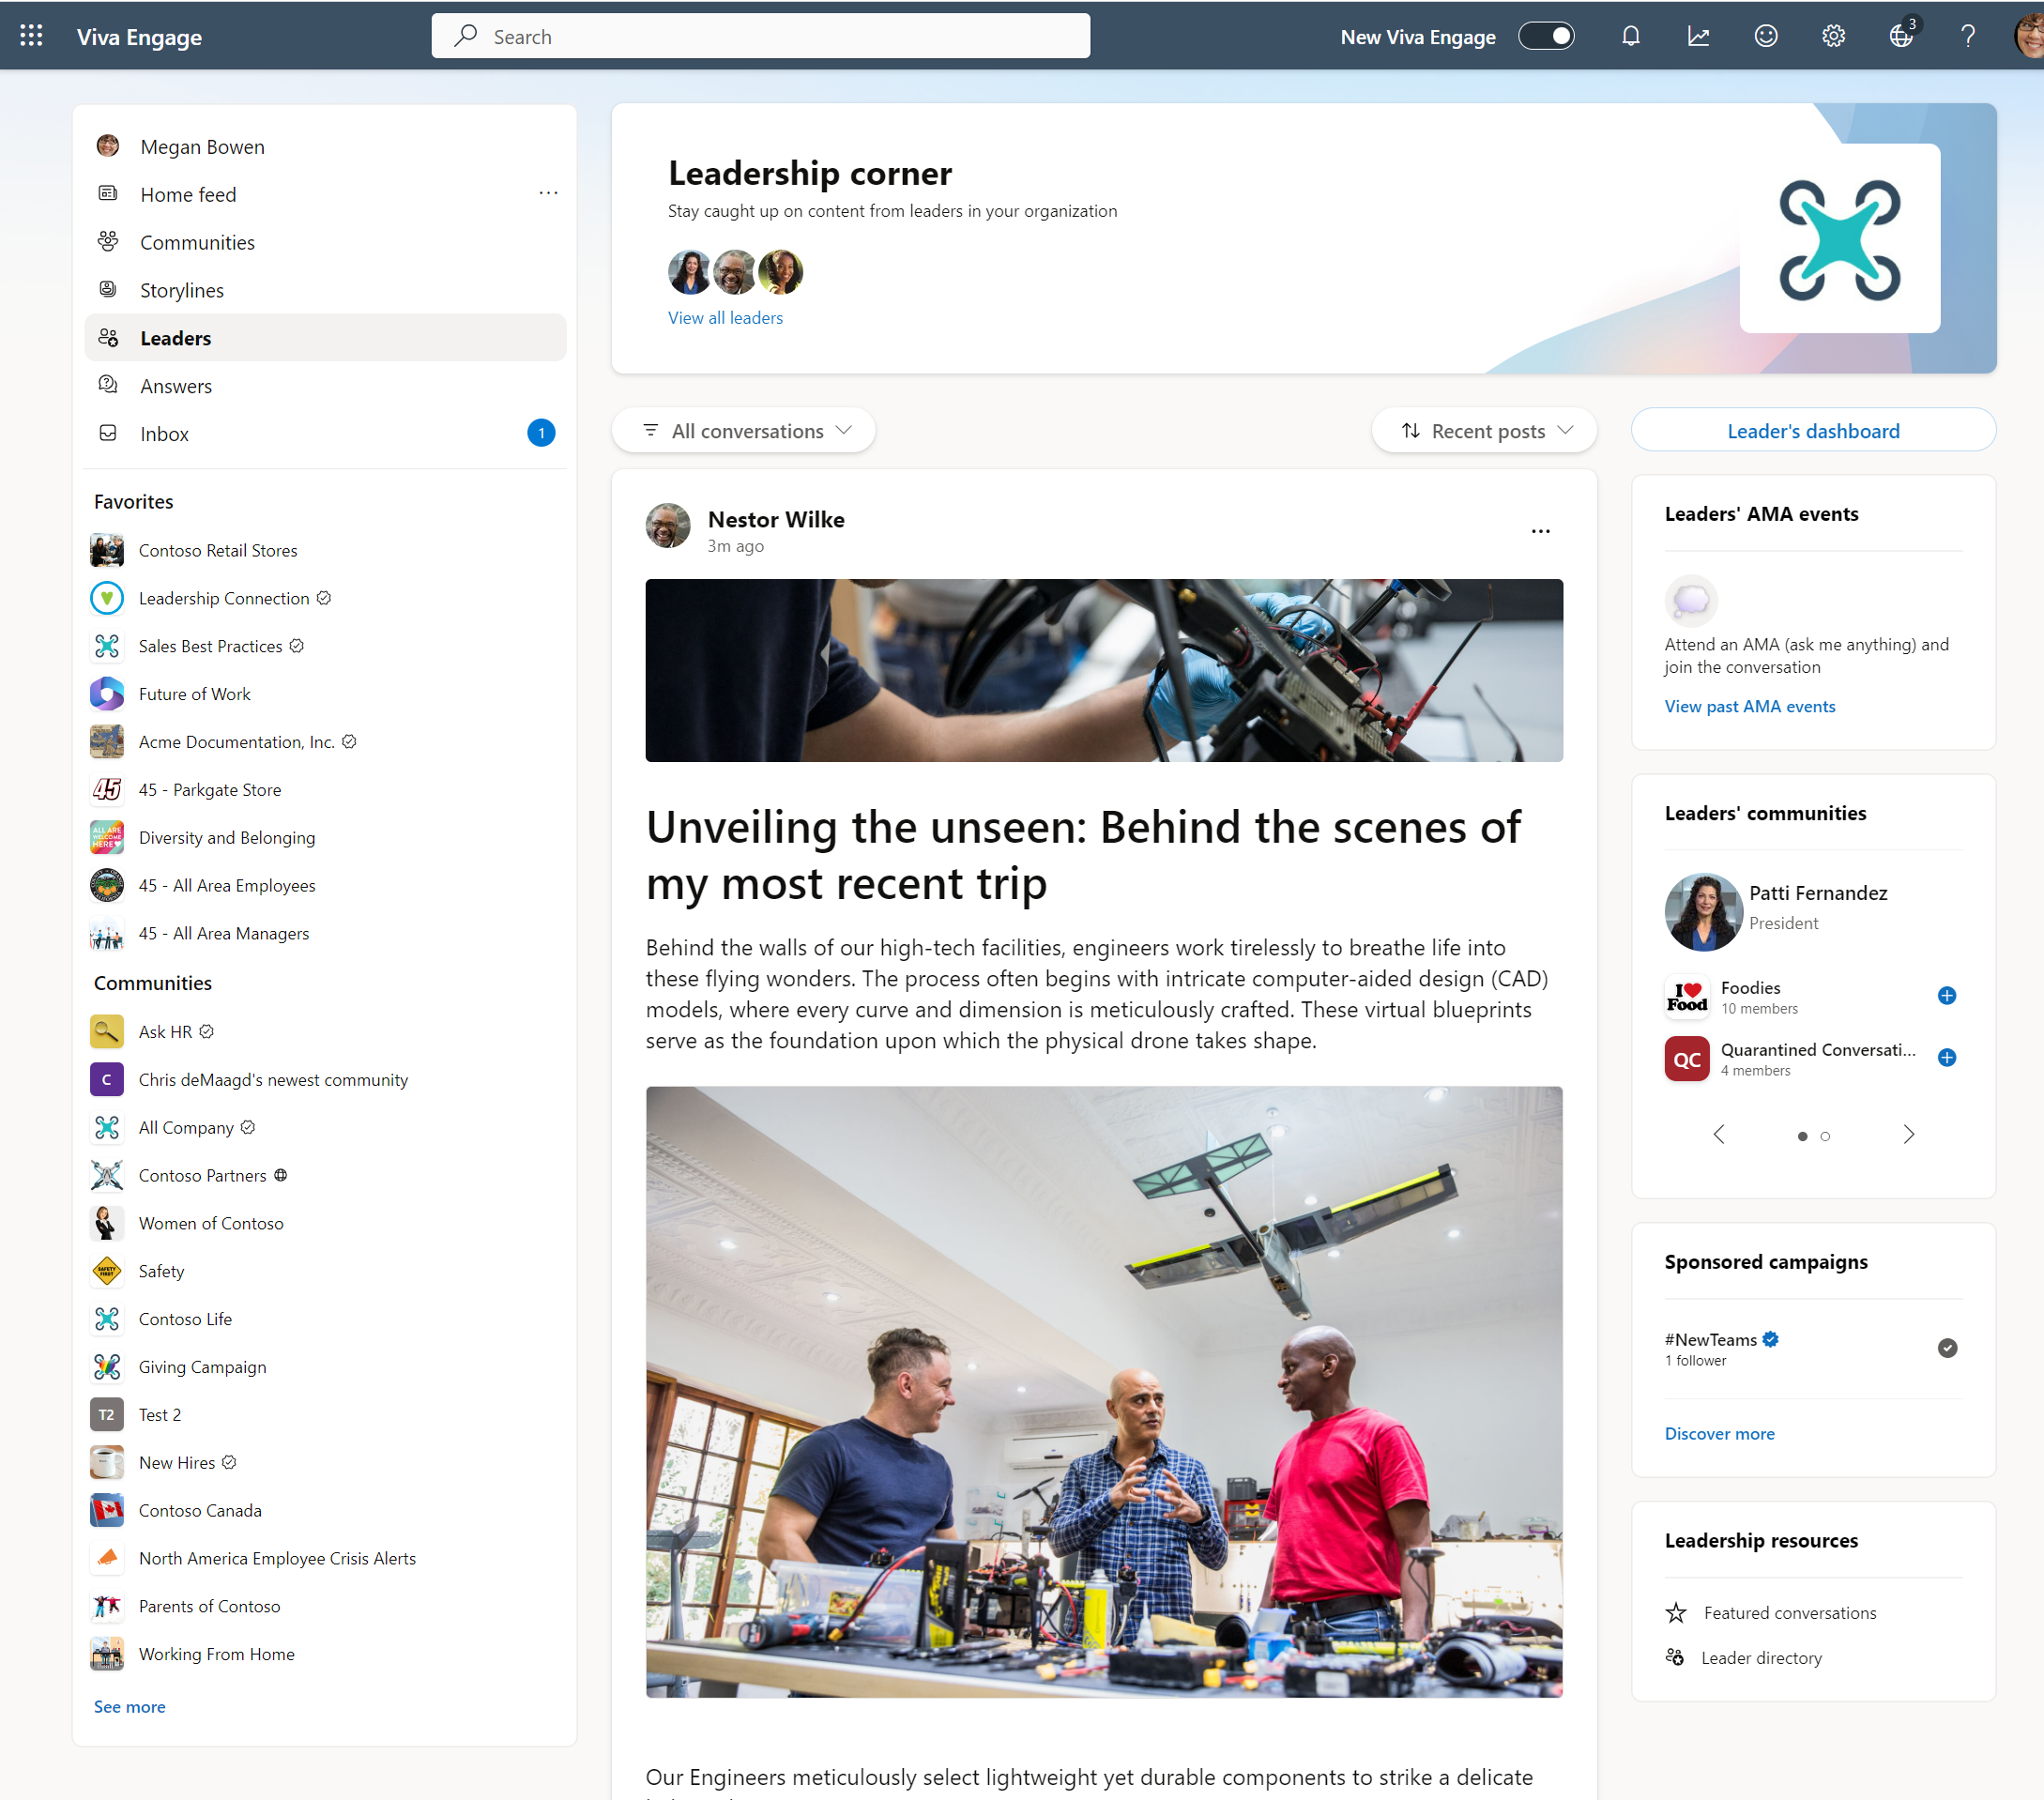 Viva Engage
Search
New Viva Engage
3
Megan Bowen
Home feed
Communities
Storylines
Leaders
Answers
Inbox
1
Favorites
Contoso Retail Stores
Leadership Connection
Sales Best Practices
Future of Work
Acme Documentation, Inc.
45
45 - Parkgate Store
ALL ARE
WELCOME
HERE
Diversity and Belonging
45 - All Area Employees
45 - All Area Managers
Communities
Ask HR
C
Chris deMaagd's newest community
All Company
Contoso Partners
Women of Contoso
SAFETY
FIRST
Safety
Contoso Life
Giving Campaign
T2
Test 2
New Hires
Contoso Canada
North America Employee Crisis Alerts
Parents of Contoso
Working From Home
See more
Leadership corner
Stay caught up on content from leaders in your organization
View all leaders
All conversations
Recent posts
Nestor Wilke
3m ago
Unveiling the unseen: Behind the scenes of
my most recent trip
Behind the walls of our high-tech facilities, engineers work tirelessly to breathe life into
these flying wonders. The process often begins with intricate computer-aided design (CAD)
models, where every curve and dimension is meticulously crafted. These virtual blueprints
serve as the foundation upon which the physical drone takes shape.
Our Engineers meticulously select lightweight yet durable components to strike a delicate
Leader's dashboard
Leaders' AMA events
Attend an AMA (ask me anything) and
join the conversation
View past AMA events
Leaders' communities
Patti Fernandez
President
I
Food
Foodies
10 members
QC
Quarantined Conversati...
4 members
Sponsored campaigns
#NewTeams
1 follower
Discover more
Leadership resources
Featured conversations
Leader directory